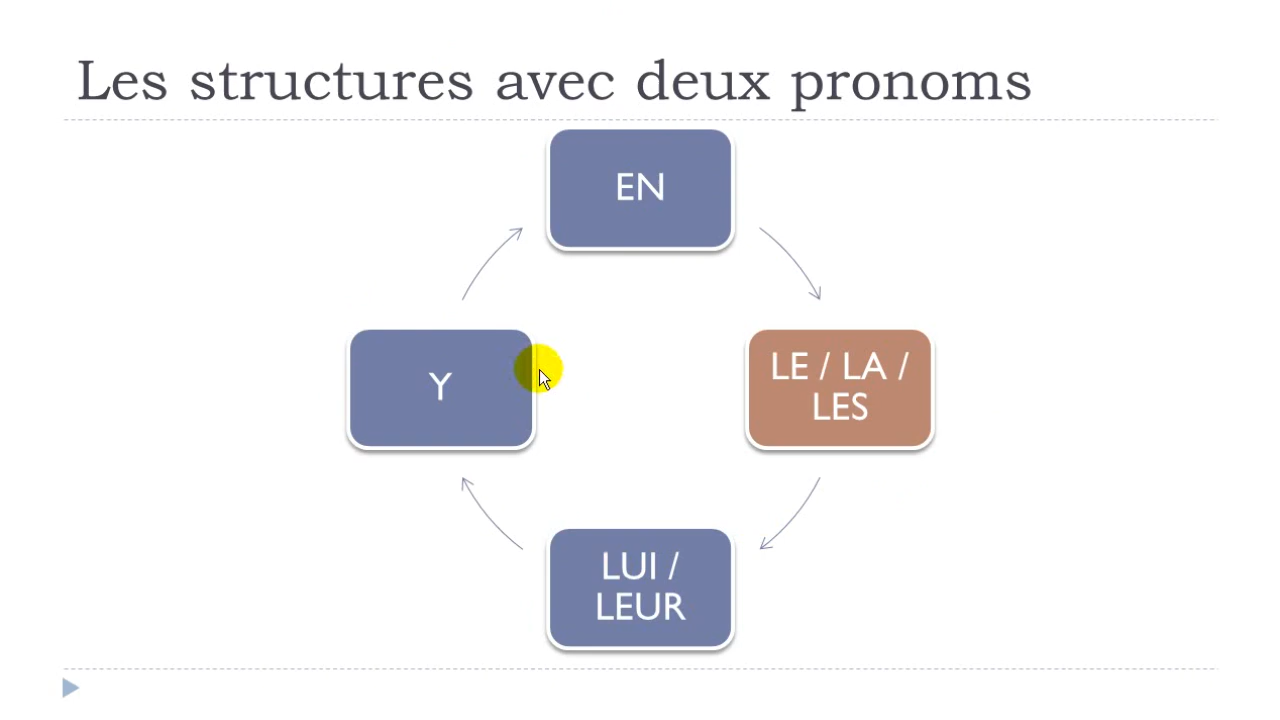 Les structures avec deux pronoms
EN
Y
LE / LA /
LES
LUI /
LEUR